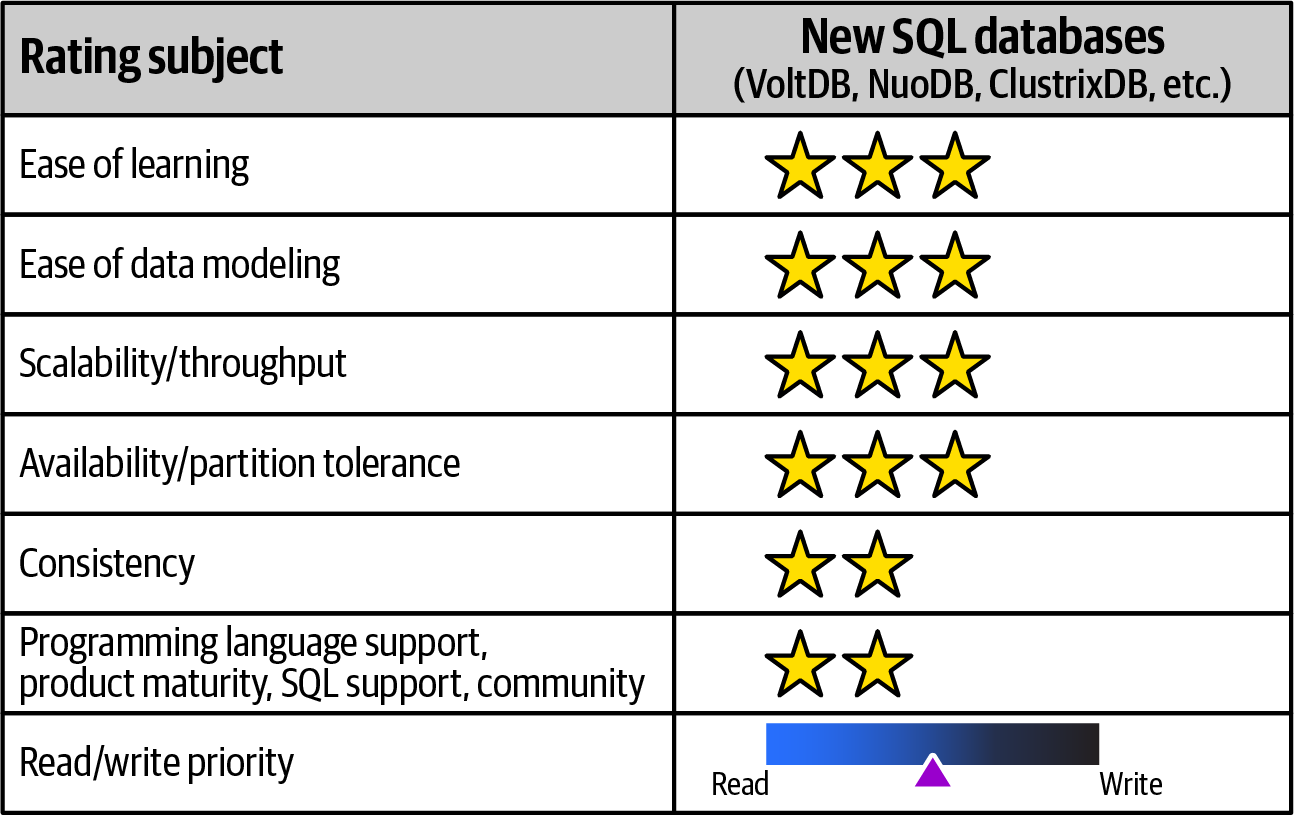 Rating subject
New SQL databases
(VoltDB, NuoDB, ClustrixDB, etc.)
Ease of learning
Ease of data modeling
Scalability/throughput
Availability/partition tolerance
Consistency
Programming language support,
product maturity, SQL support, community
Read/write priority
Read
Write